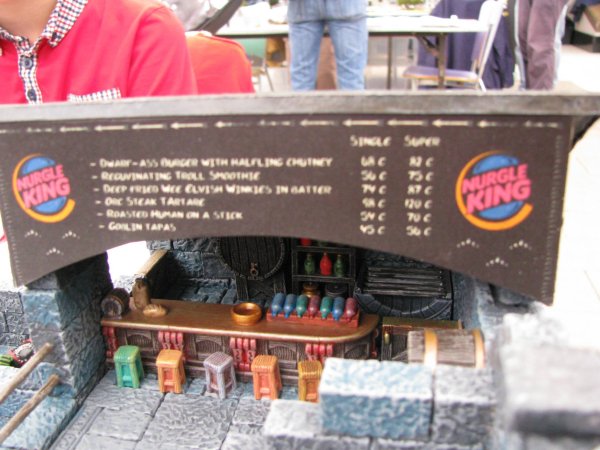 SINGLE SUPER
- DWARF-ASS BURGER WITH HALFLING CHUTNEY 68 C 82 C
- REGUVINATING TROLL SMOOTHIE 56 C 75 C
- DEEP FRIED WEE ELVISH WINKIES IN BATTER 74 C 87 C
- ORC STEAK TARTARE 98 C 120 C
- ROASTED HUMAN ON A STICK 54 C 70 C
- GOBLIN TAPAS 45 C 56 C
NURGLE
KING
NURGLE
KING